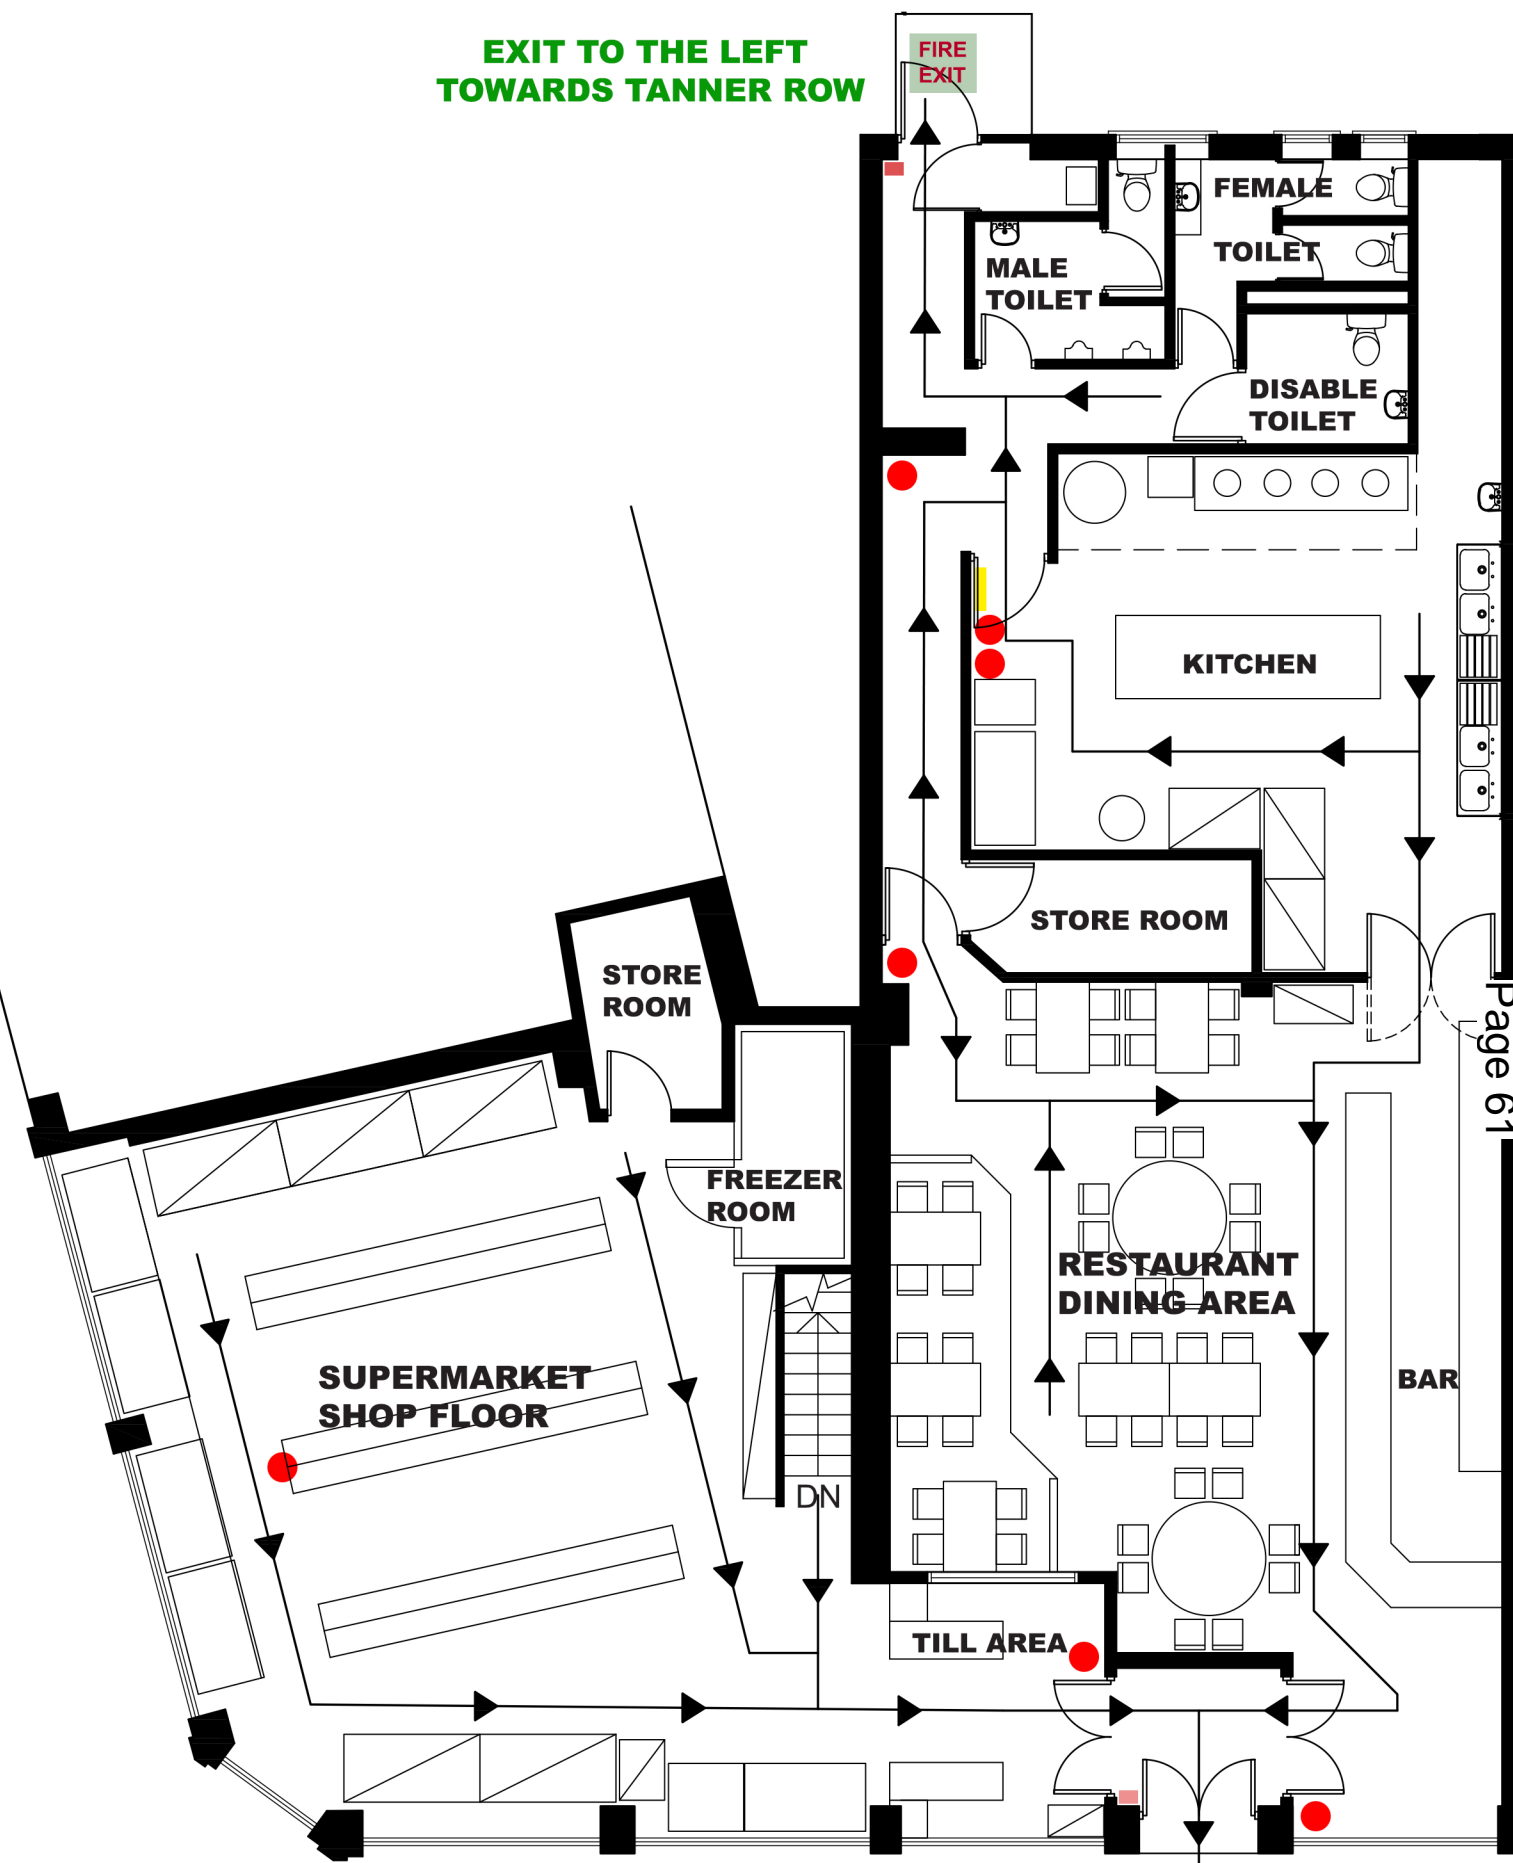 EXIT TO THE LEFT
TOWARDS TANNER ROW
FIRE
EXIT
FEMALE
TOILET
MALE
TOILET
DISABLE
TOILET
KITCHEN
STORE ROOM
STORE
ROOM
Page 61
FREEZER
ROOM
RESTAURANT
DINING AREA
SUPERMARKET
SHOP FLOOR
BAR
DN
TILL AREA